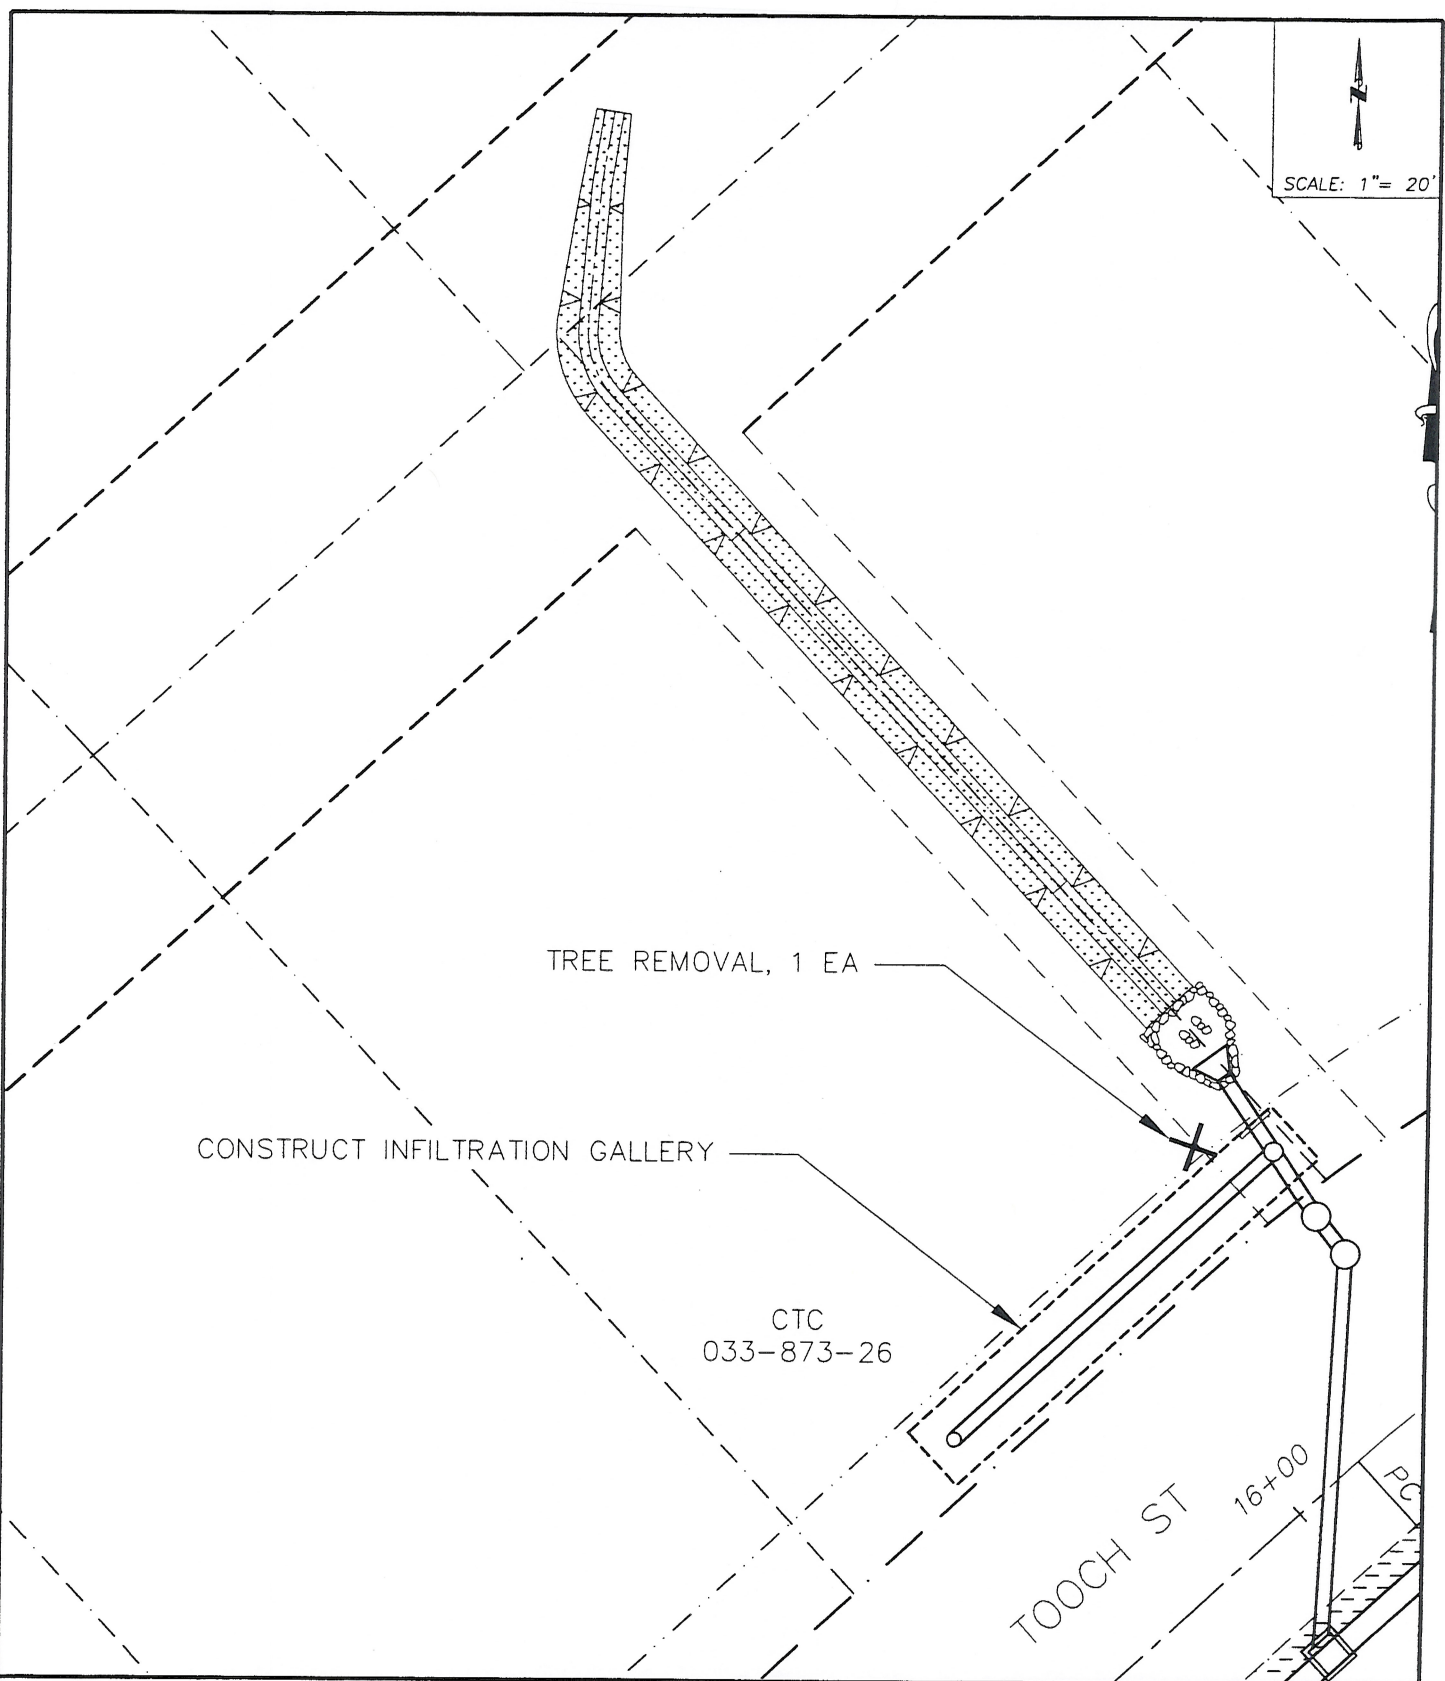 N
SCALE: 1"= 20'
TREE REMOVAL, 1 EA
CONSTRUCT INFILTRATION GALLERY
CTC
033-873-26
16+00
PC
TOOCH ST